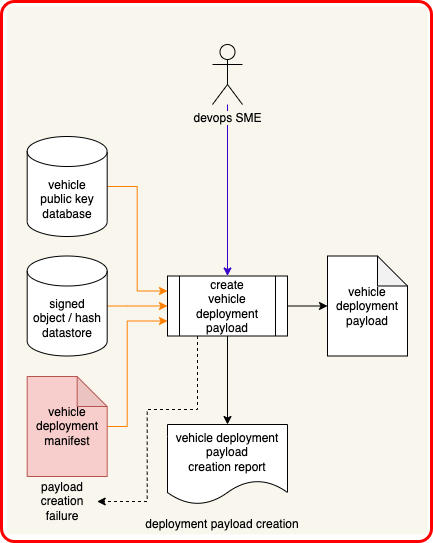 devops SME
vehicle
public key
database
create
vehicle
deployment
payload
signed
object / hash
datastore
vehicle
deployment
payload
vehicle
deployment
manifest
vehicle deployment
payload
creation report
payload
creation
failure
deployment payload creation